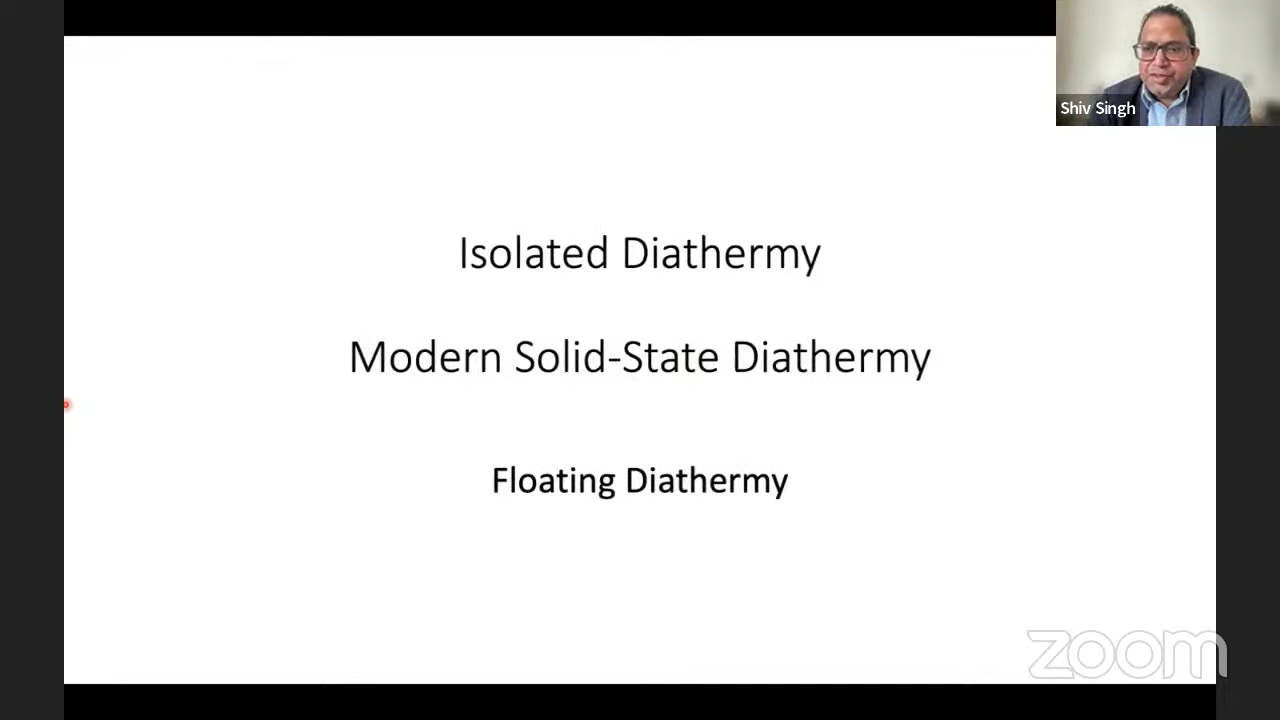 Shiv Singh
Isolated Diathermy
Modern Solid-State Diathermy
Floating Diathermy
zoom